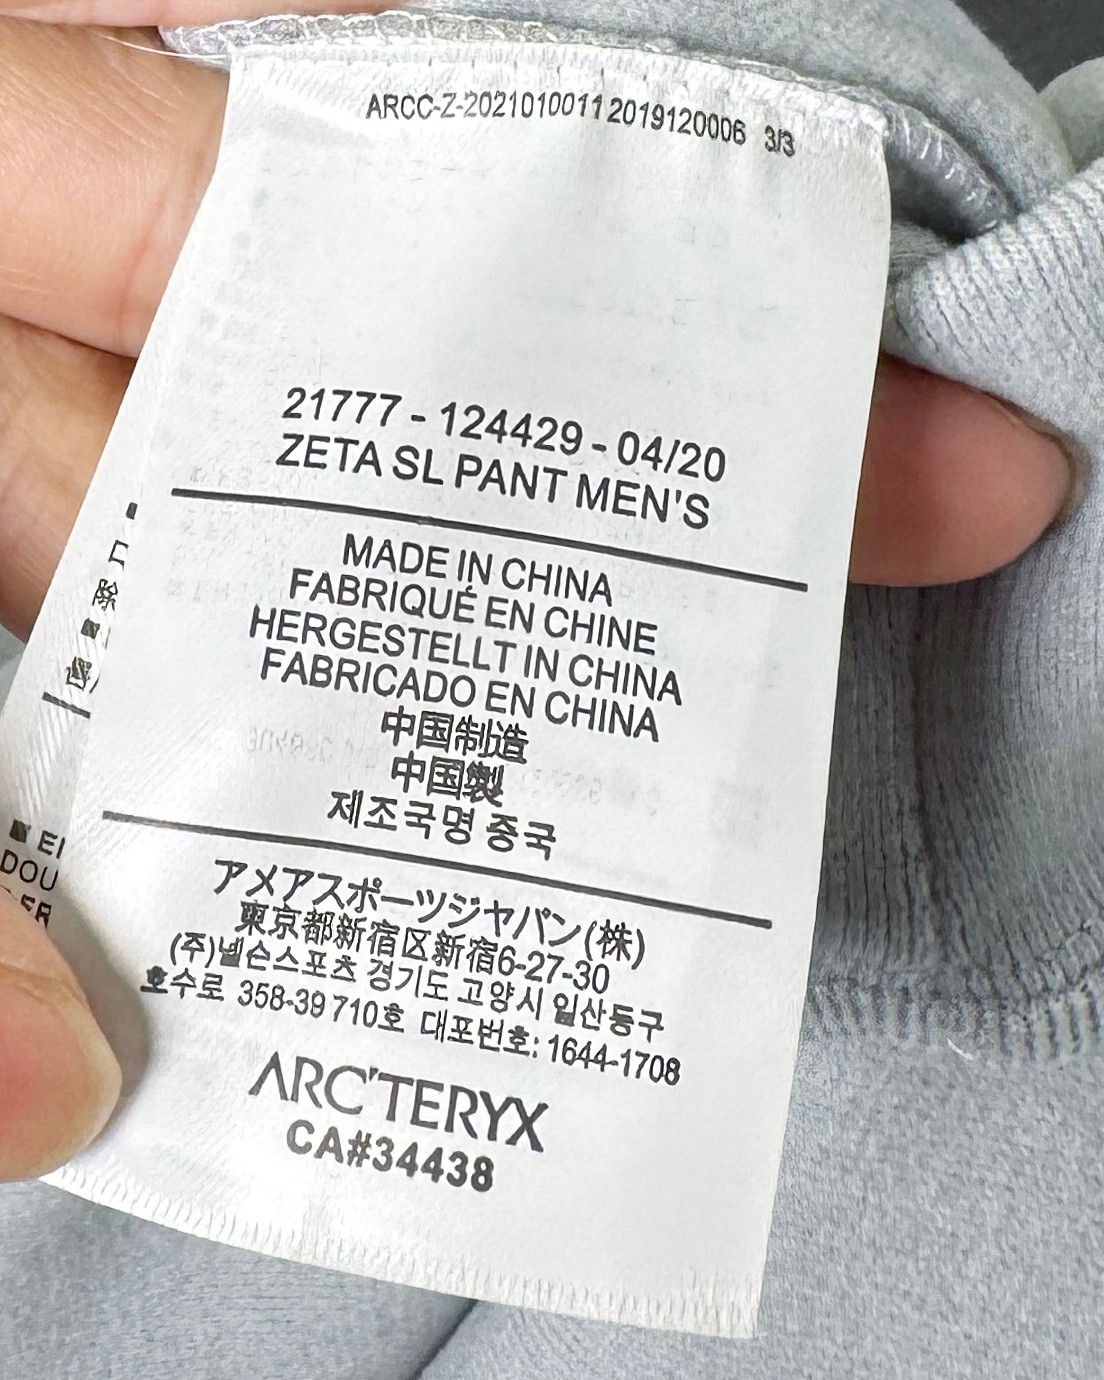 ARCC-Z-2021010011 2019120006 3/3
21777 - 124429 - 04/20
ZETA SL PANT MEN'S
MADE IN CHINA
FABRIQUÉ EN CHINE
HERGESTELLT IN CHINA
FABRICADO EN CHINA
中国制造
中国製
제조국명 중국
アメアスポーツジャパン(株)
東京都新宿区新宿6-27-30
(주)넬슨스포츠 경기도 고양시 일산동구
호수로 358-39 710호 대표번호: 1644-1708
ARC'TERYX
CA#34438
口
除
EI
DOU
ER